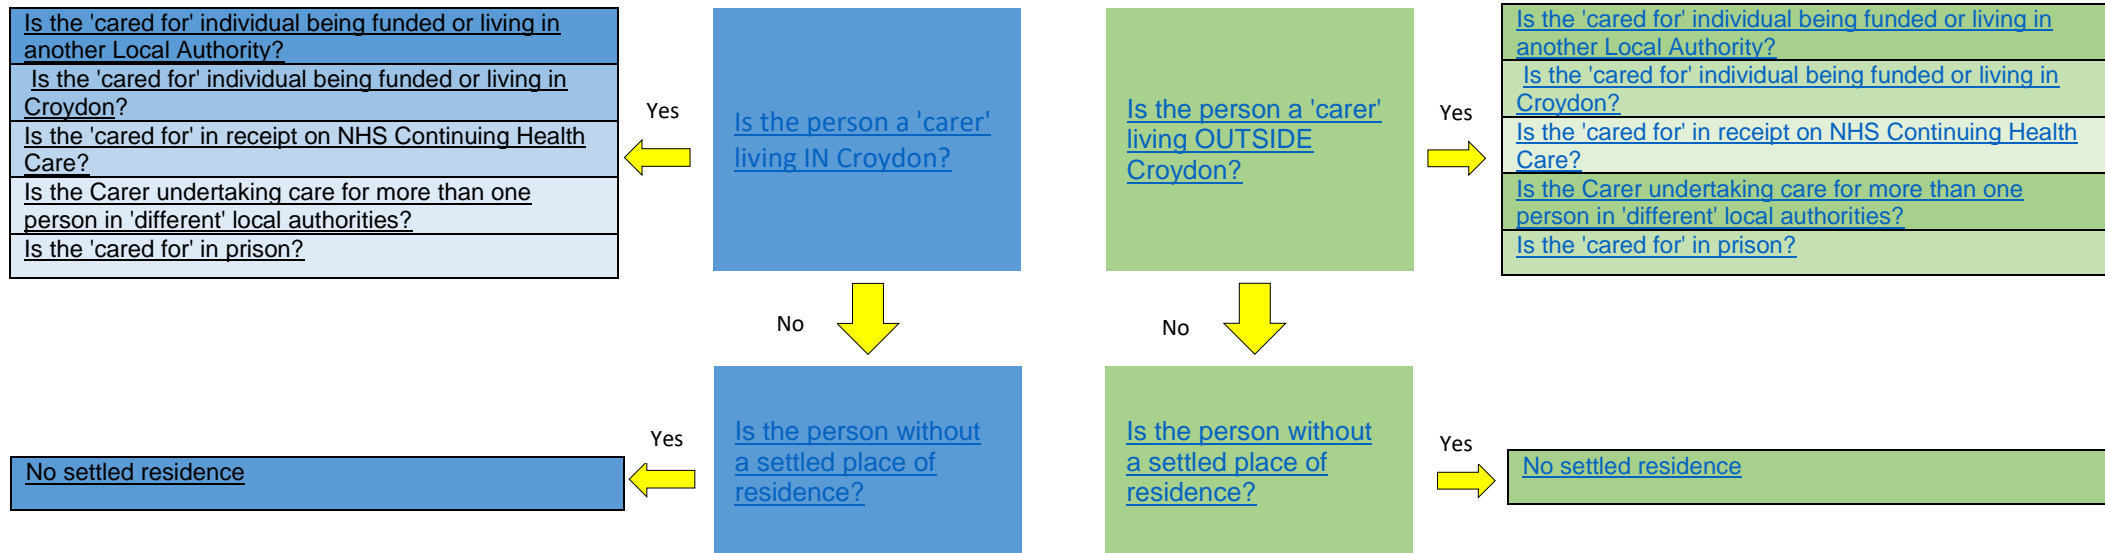 Is the 'cared for' individual being funded or living in
another Local Authority?
Is the 'cared for' individual being funded or living in
Croydon?
Is the 'cared for' in receipt on NHS Continuing Health
Care?
Is the Carer undertaking care for more than one
person in 'different' local authorities?
Is the 'cared for' in prison?
Yes
Is the person a 'carer'
living IN Croydon?
Is the person a 'carer'
living OUTSIDE
Croydon?
Yes
Is the 'cared for' individual being funded or living in
another Local Authority?
Is the 'cared for' individual being funded or living in
Croydon?
Is the 'cared for' in receipt on NHS Continuing Health
Care?
Is the Carer undertaking care for more than one
person in 'different' local authorities?
Is the 'cared for' in prison?
No
No
No settled residence
Yes
Is the person without
a settled place of
residence?
Is the person without
a settled place of
residence?
Yes
No settled residence